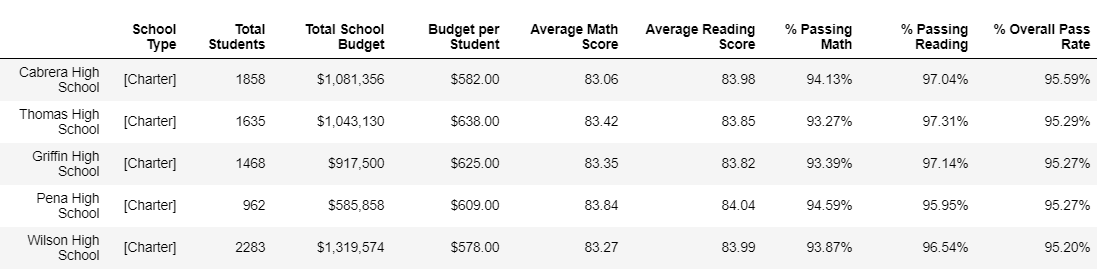 School Type Total Students Total School Budget Budget per Student Average Math Score Average Reading Score % Passing Math % Passing Reading % Overall Pass Rate
Cabrera High School [Charter] 1858 $1,081,356 $582.00 83.06 83.98 94.13% 97.04% 95.59%
Thomas High School [Charter] 1635 $1,043,130 $638.00 83.42 83.85 93.27% 97.31% 95.29%
Griffin High School [Charter] 1468 $917,500 $625.00 83.35 83.82 93.39% 97.14% 95.27%
Pena High School [Charter] 962 $585,858 $609.00 83.84 84.04 94.59% 95.95% 95.27%
Wilson High School [Charter] 2283 $1,319,574 $578.00 83.27 83.99 93.87% 96.54% 95.20%